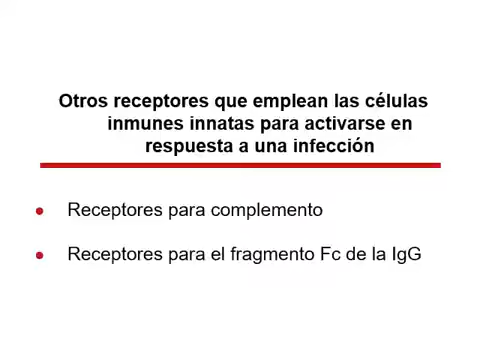 Otros receptores que emplean las células
inmunes innatas para activarse en
respuesta a una infección
Receptores para complemento
Receptores para el fragmento Fc de la IgG